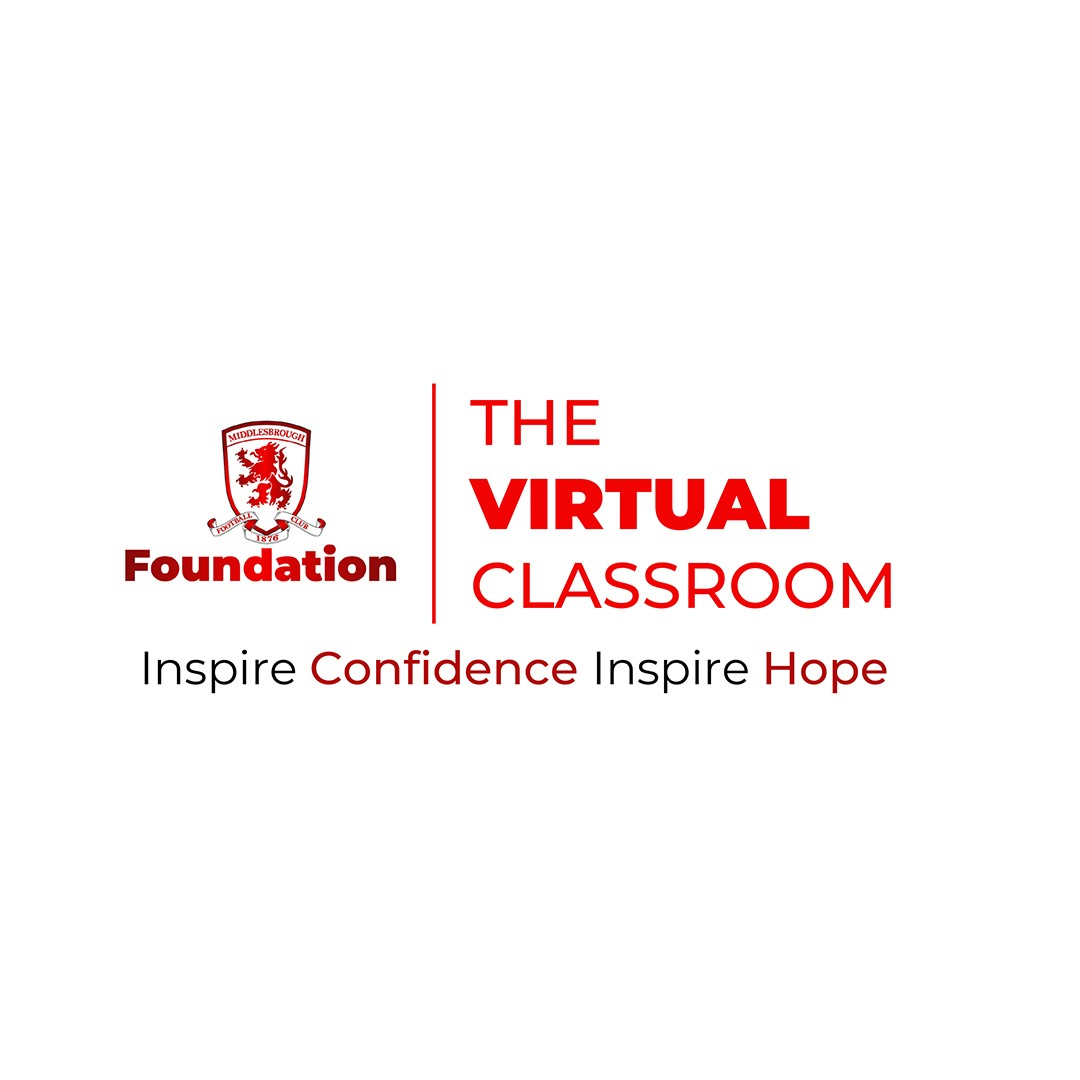 MIDDLESBROUGH
FOOTBALL CLUB
1876
Foundation
THE
VIRTUAL
CLASSROOM
Inspire Confidence Inspire Hope